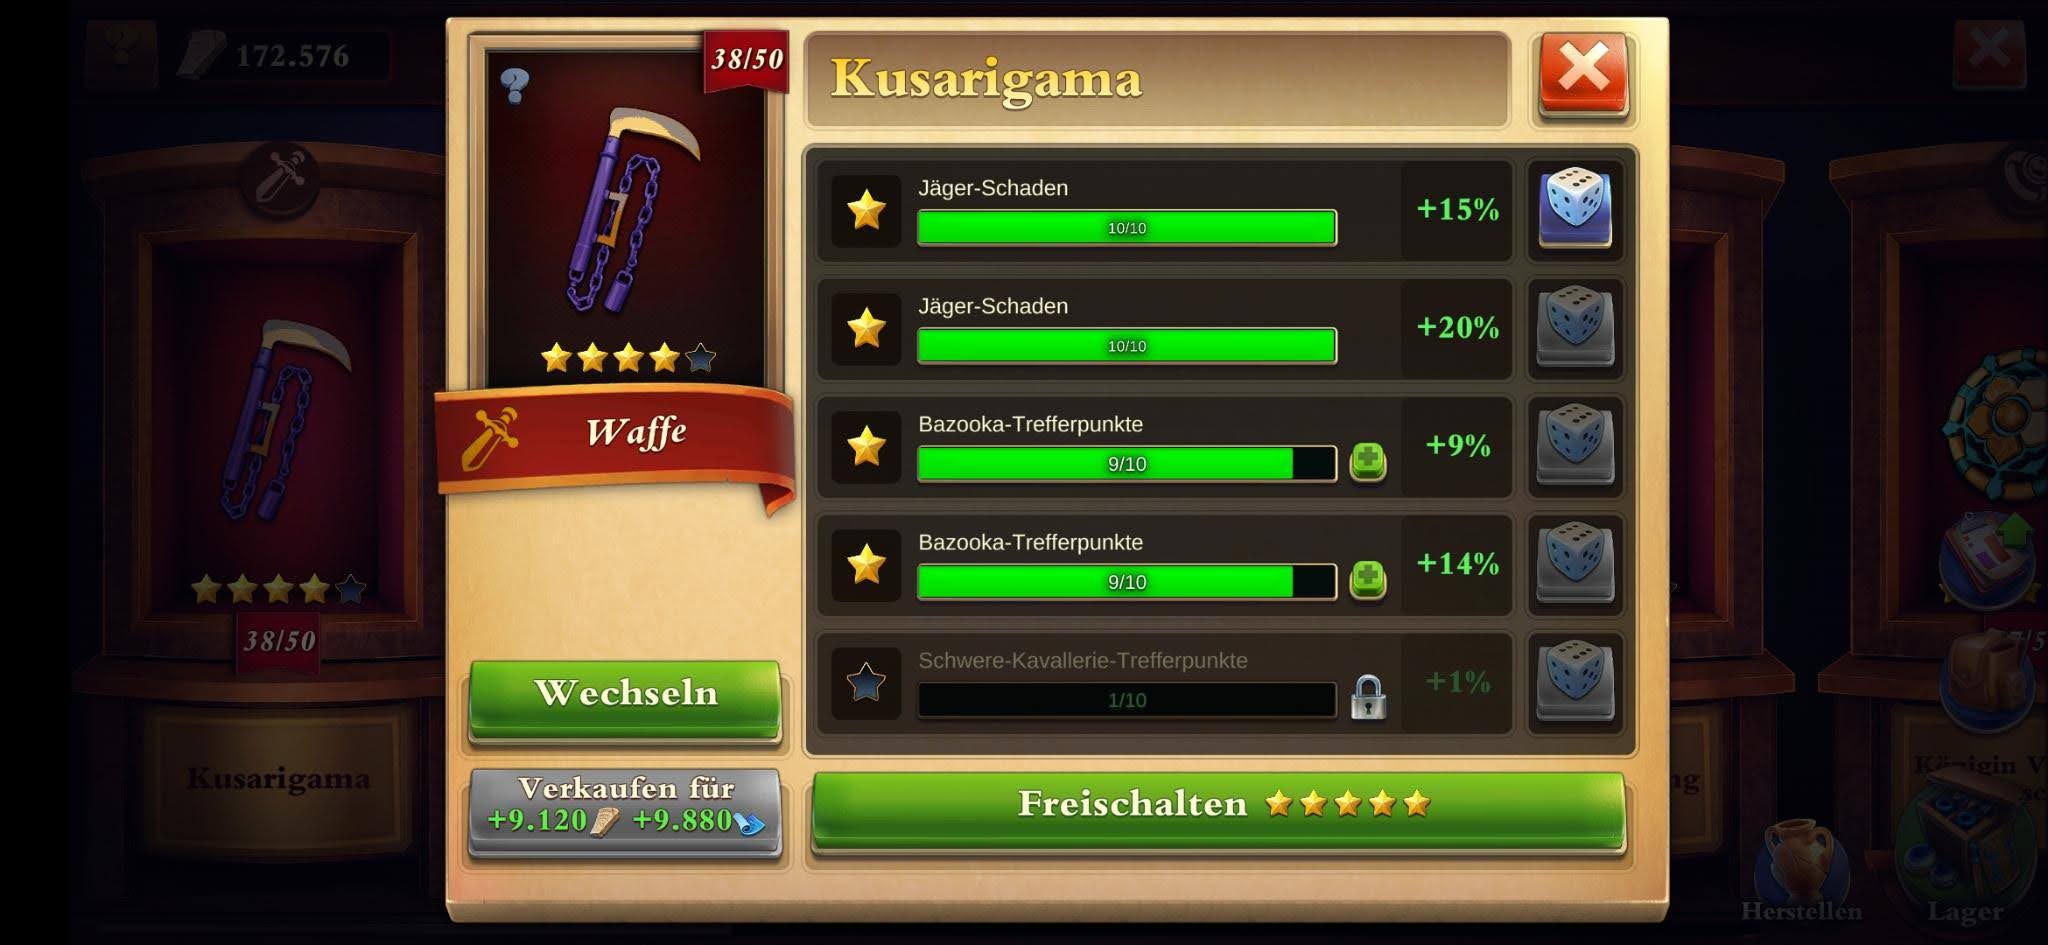 172.576
38/50
Kusarigama
Jäger-Schaden
10/10
+15%
Jäger-Schaden
10/10
+20%
Bazooka-Trefferpunkte
9/10
+9%
Waffe
Bazooka-Trefferpunkte
9/10
+14%
Schwere-Kavallerie-Trefferpunkte
1/10
+1%
38/50
Wechseln
Kusarigama
Verkaufen für
+9.120 +9.880
Freischalten
Königin V
Herstellen
Lager